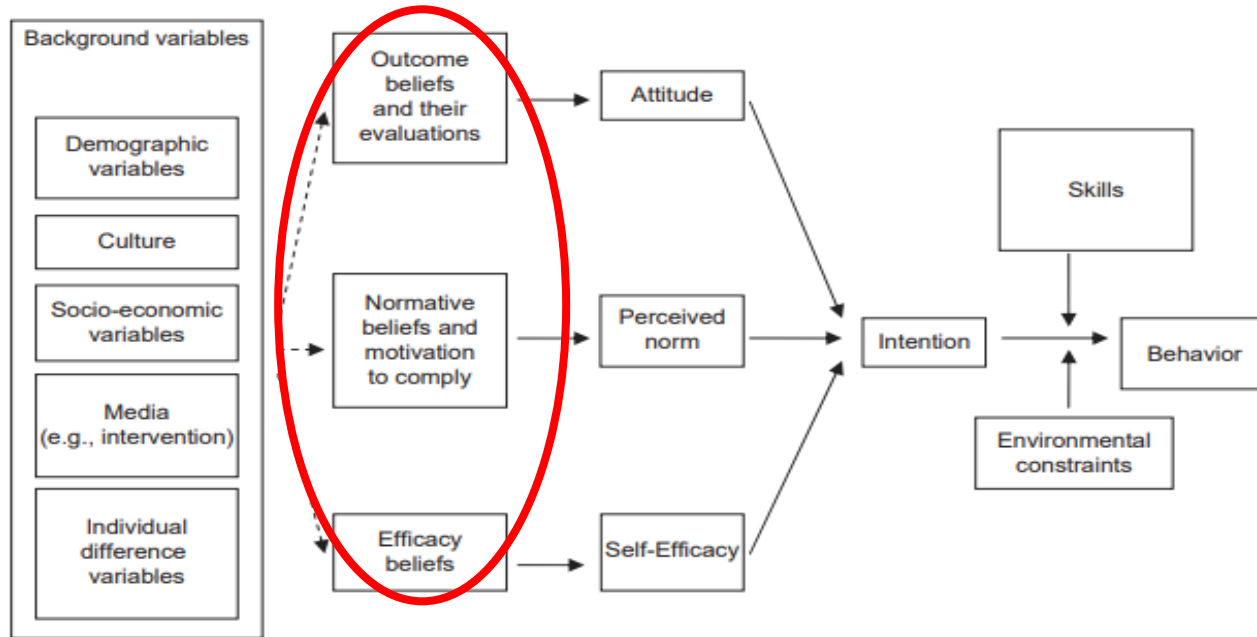 Background variables
Demographic
variables
Culture
Socio-economic
variables
Media
(e.g., intervention)
Individual
difference
variables
Outcome
beliefs
and their
evaluations
Normative
beliefs and
motivation
to comply
Efficacy
beliefs
Attitude
Perceived
norm
Self-Efficacy
Intention
Skills
Environmental
constraints
Behavior